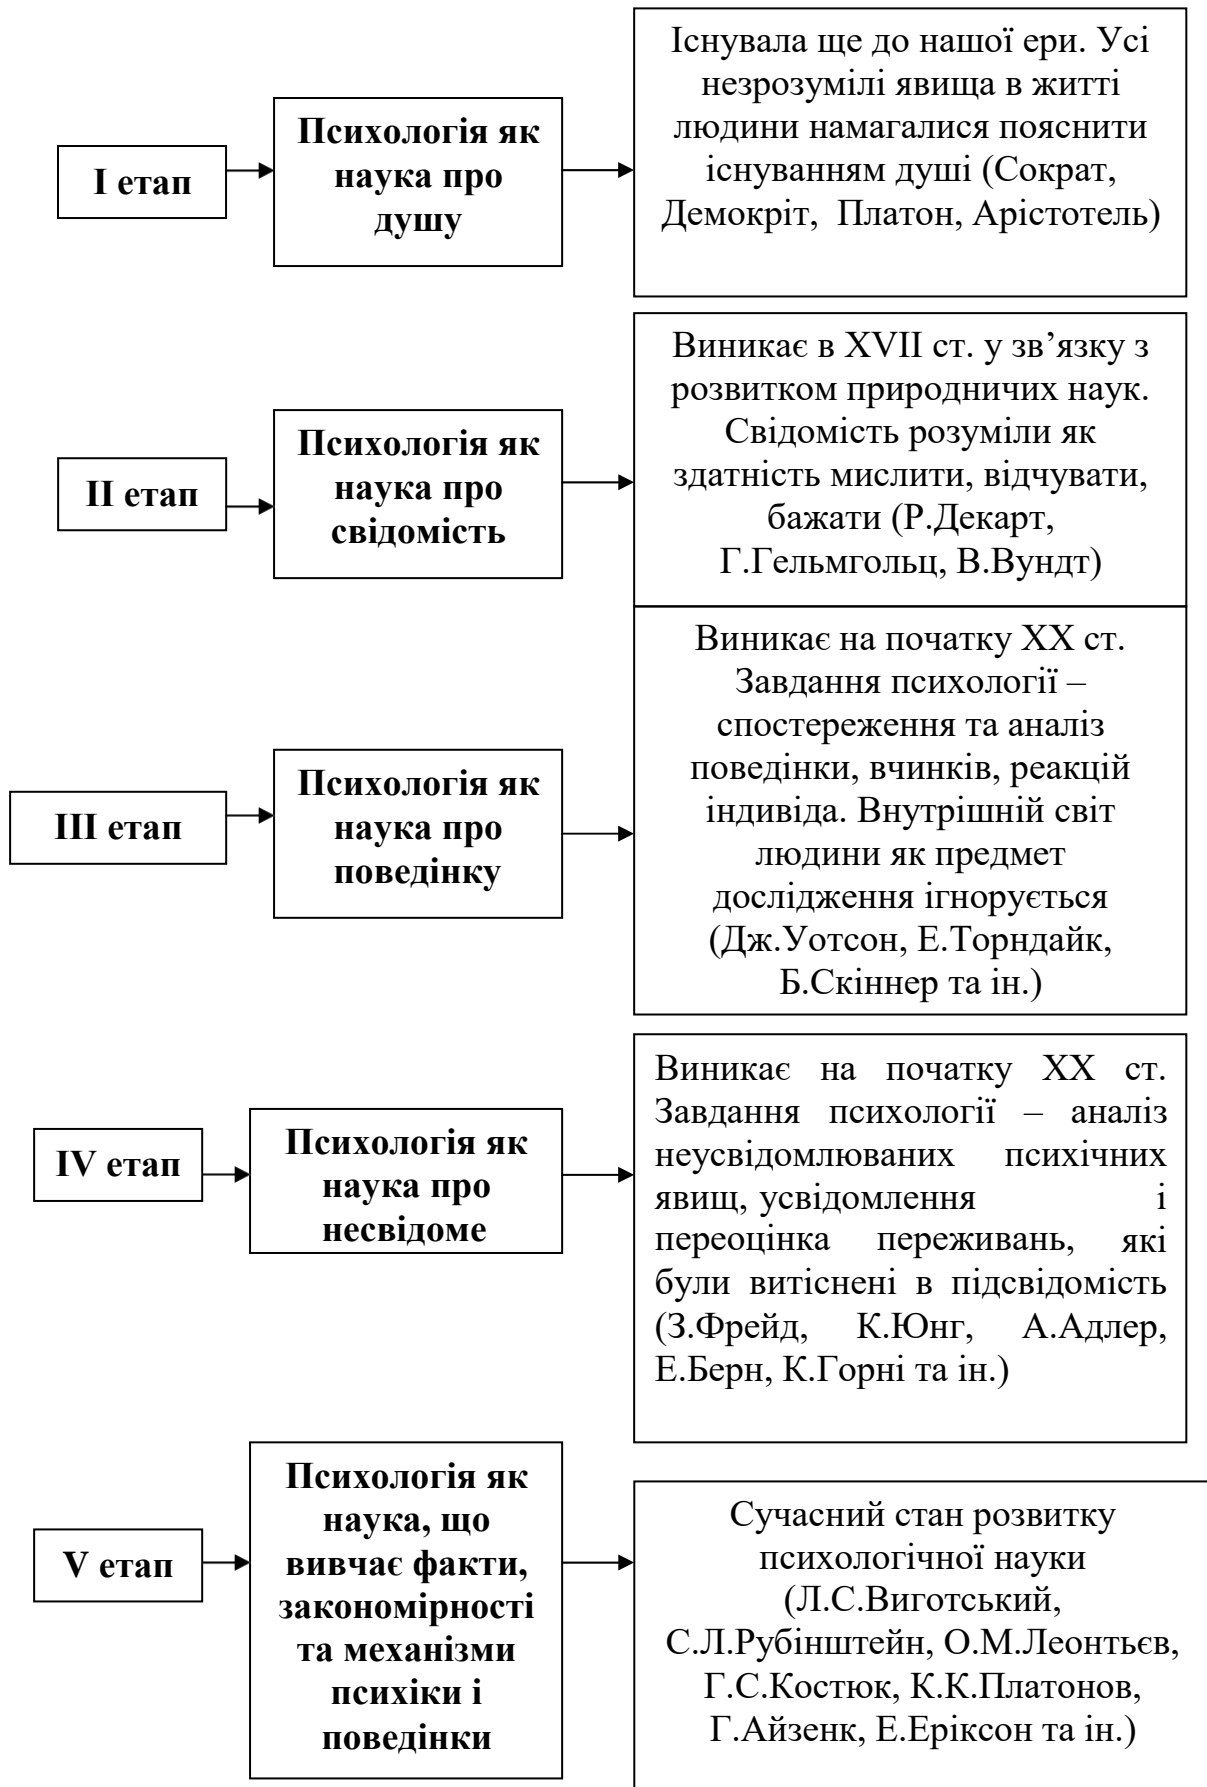 І етап
Психологія як
наука про
душу
Існувала ще до нашої ери. Усі
незрозумілі явища в житті
людини намагалися пояснити
існуванням душі (Сократ,
Демокріт, Платон, Арістотель)
ІІ етап
Психологія як
наука про
свідомість
Виникає в XVII ст. у зв’язку з
розвитком природничих наук.
Свідомість розуміли як
здатність мислити, відчувати,
бажати (Р.Декарт,
Г.Гельмгольц, В.Вундт)
ІІІ етап
Психологія як
наука про
поведінку
Виникає на початку ХХ ст.
Завдання психології –
спостереження та аналіз
поведінки, вчинків, реакцій
індивіда. Внутрішній світ
людини як предмет
дослідження ігнорується
(Дж.Уотсон, Е.Торндайк,
Б.Скіннер та ін.)
IV етап
Психологія як
наука про
несвідоме
Виникає на початку ХХ ст.
Завдання психології – аналіз
неусвідомлюваних психічних
явищ, усвідомлення і
переоцінка переживань, які
були витіснені в підсвідомість
(З.Фрейд, К.Юнг, А.Адлер,
Е.Берн, К.Горні та ін.)
V етап
Психологія як
наука, що
вивчає факти,
закономірності
та механізми
психіки і
поведінки
Сучасний стан розвитку
психологічної науки
(Л.С.Виготський,
С.Л.Рубінштейн, О.М.Леонтьєв,
Г.С.Костюк, К.К.Платонов,
Г.Айзенк, Е.Еріксон та ін.)